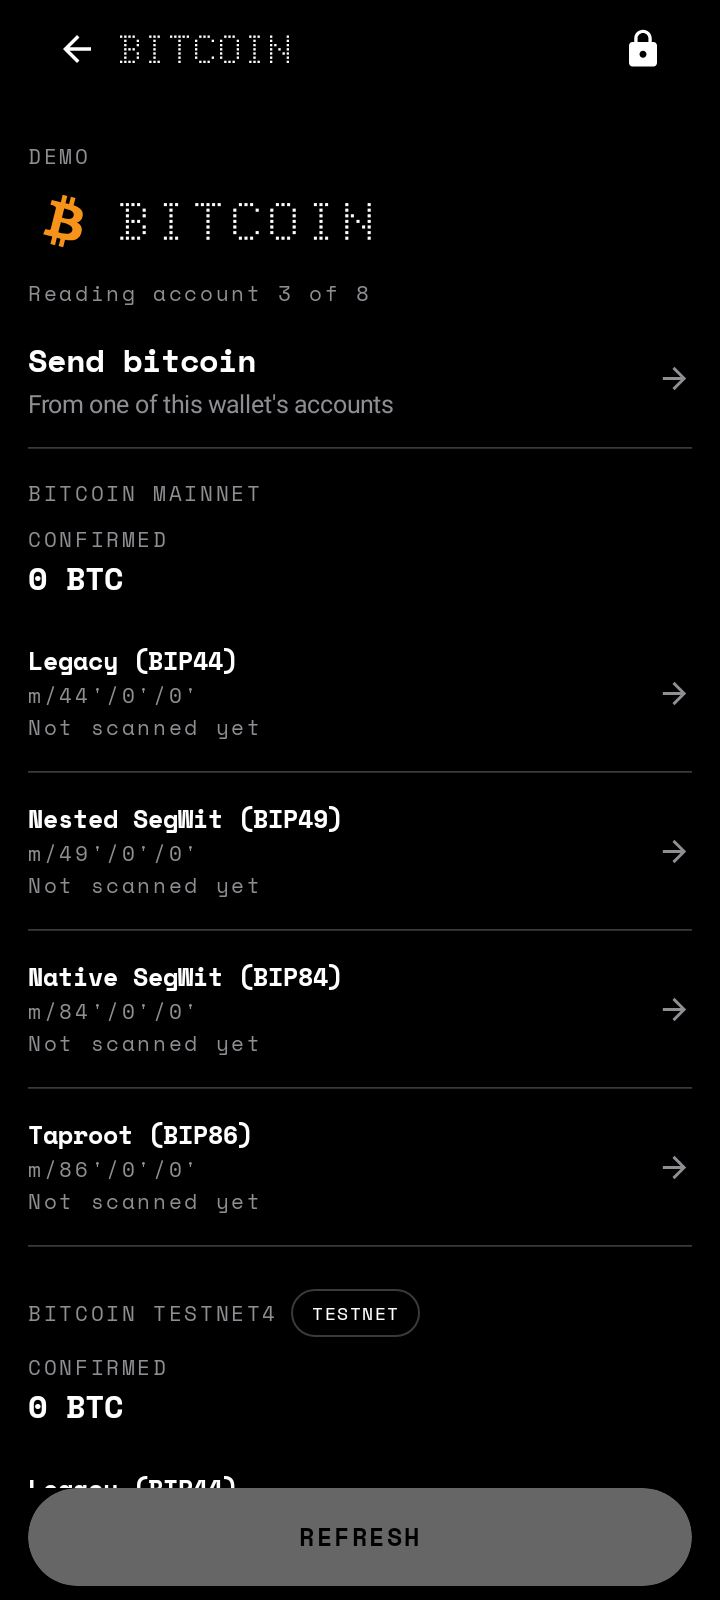 BITCOIN
DEMO
BITCOIN
Reading account 3 of 8
Send bitcoin
From one of this wallet's accounts
BITCOIN MAINNET
CONFIRMED
0 BTC
Legacy (BIP44)
m/44'/0'/0'
Not scanned yet
Nested SegWit (BIP49)
m/49'/0'/0'
Not scanned yet
Native SegWit (BIP84)
m/84'/0'/0'
Not scanned yet
Taproot (BIP86)
m/86'/0'/0'
Not scanned yet
BITCOIN TESTNET4 TESTNET
CONFIRMED
0 BTC
Legacy (BIP44)
REFRESH